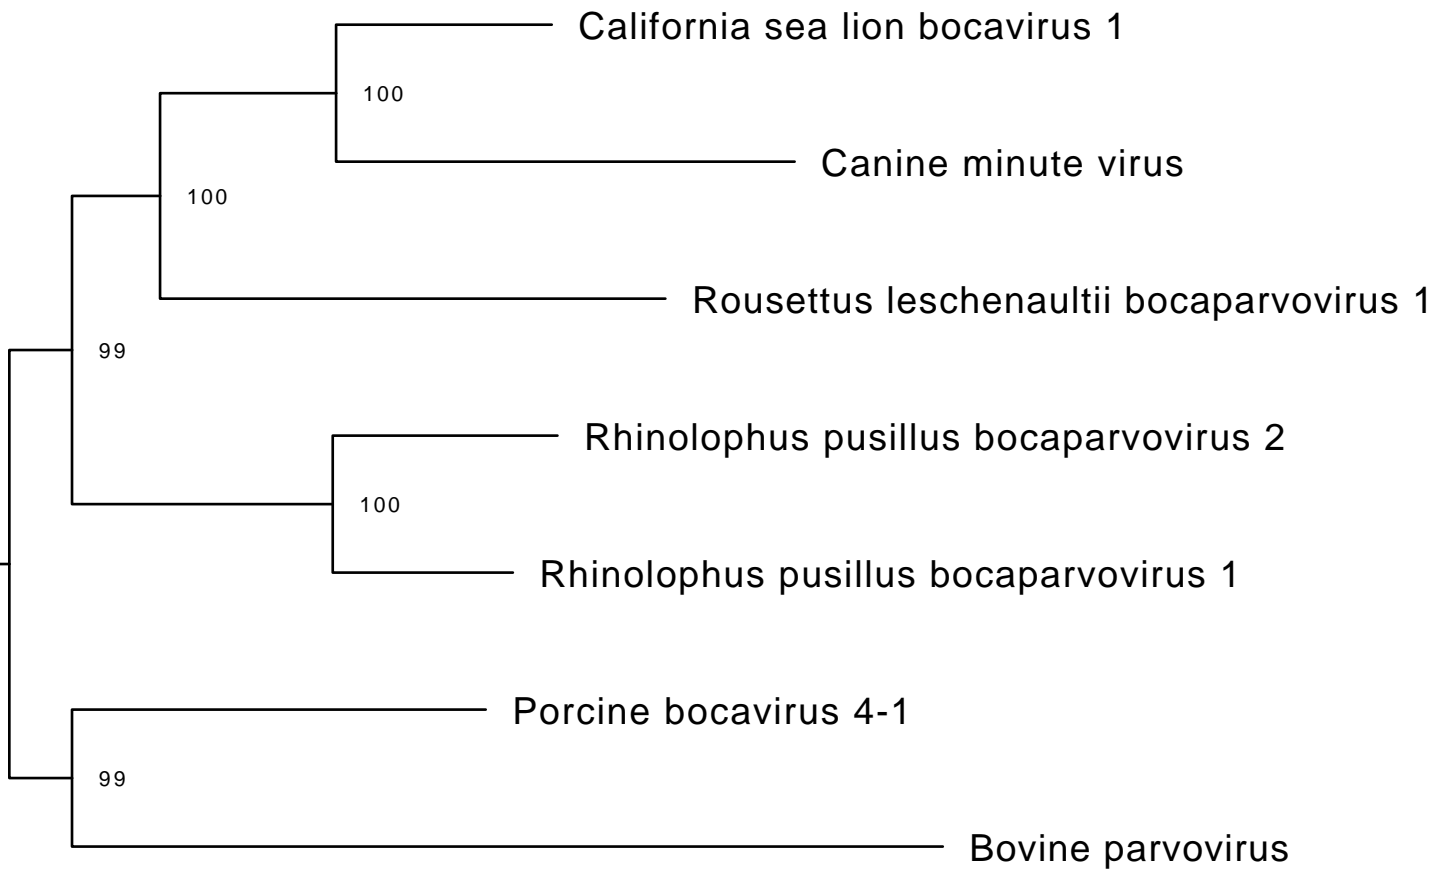 California sea lion bocavirus 1
100
Canine minute virus
100
Rousettus leschenaultii bocaparvovirus 1
99
Rhinolophus pusillus bocaparvovirus 2
100
Rhinolophus pusillus bocaparvovirus 1
Porcine bocavirus 4-1
99
Bovine parvovirus